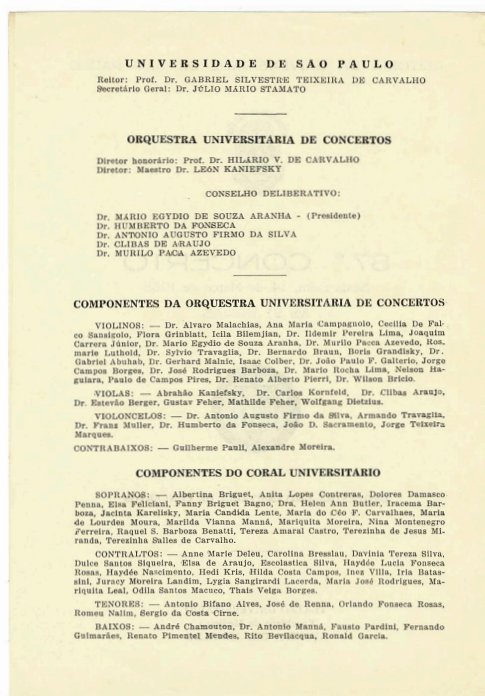 UNIVERSIDADE DE SÃO PAULO
Reitor: Prof. Dr. GABRIEL SILVESTRE TEIXEIRA DE CARVALHO
Secretário Geral: Dr. JÚLIO MÁRIO STAMATO
ORQUESTRA UNIVERSITARIA DE CONCERTOS
Diretor honorário: Prof. Dr. HILÁRIO V. DE CARVALHO
Diretor: Maestro Dr. LEÓN KANIEFSKY
CONSELHO DELIBERATIVO:
Dr. MÁRIO EGYDIO DE SOUZA ARANHA - (Presidente)
Dr. HUMBERTO DA FONSECA
Dr. ANTONIO AUGUSTO FIRMO DA SILVA
Dr. CLIBAS DE ARAUJO
Dr. MURILO PACA AZEVEDO
COMPONENTES DA ORQUESTRA UNIVERSITARIA DE CONCERTOS
VIOLINOS: — Dr. Alvaro Malachias, Ana Maria Campagnolo, Cecilia De Fal-
co Sansigolo, Flora Grinblatt, Icila Bilemjian, Dr. Ildemir Pereira Lima, Joaquim
Carrera Júnior, Dr. Mario Egydio de Souza Aranha, Dr. Murilo Pacca Azevedo, Ros.
marie Luthold, Dr. Sylvio Travaglia, Dr. Bernardo Braun, Boris Grandisky, Dr.
Gabriel Abuhab, Dr. Gerhard Malnic, Isaac Colber, Dr. João Paulo F. Galterio, Jorge
Campos Borges, Dr. José Rodrigues Barboza, Dr. Mario Rocha Lima, Nelson Ha-
guiara, Paulo de Campos Pires, Dr. Renato Alberto Pierri, Dr. Wilson Bricio.
VIOLAS: — Abrahão Kaniefsky, Dr. Carlos Kornfeld, Dr. Clibas Araujo,
Dr. Estevão Berger, Gustav Feher, Mathilde Feher, Wolfgang Dietzius.
VIOLONCELOS: — Dr. Antonio Augusto Firmo da Silva, Armando Travaglia,
Dr. Franz Muller, Dr. Humberto da Fonseca, João D. Sacramento, Jorge Teixeira
Marques.
CONTRABAIXOS: — Guilherme Pauli, Alexandre Moreira.
COMPONENTES DO CORAL UNIVERSITARIO
SOPRANOS: — Albertina Briguet, Anita Lopes Contreras, Dolores Damasco
Penna, Elsa Feliciani, Fanny Briguet Bagno, Dra. Helen Ann Butler, Iracema Bar-
boza, Jacinta Karelisky, Maria Candida Lente, Maria do Céo F. Carvalhaes, Maria
de Lourdes Moura, Marilda Vianna Manná, Mariquita Moreira, Nina Montenegro
Ferreira, Raquel S. Barboza Benatti, Tereza Amaral Castro, Terezinha de Jesus Mi-
randa, Terezinha Salles de Carvalho.
CONTRALTOS: — Anne Marie Deleu, Carolina Bresslau, Davinia Tereza Silva,
Dulce Santos Siqueira, Elsa de Araujo, Escolastica Silva, Haydée Lucia Fonseca
Rosas, Haydée Nascimento, Hedi Kris, Hilda Costa Campos, Inez Villa, Iria Batas-
sini, Juracy Moreira Landim, Lygia Sangirardi Lacerda, Maria José Rodrigues, Ma-
riquita Leal, Odila Santos Macuco, Thais Veiga Borges.
TENORES: — Antonio Bifano Alves, José de Renna, Orlando Fonseca Rosas,
Romeu Nalim, Sergio da Costa Cirne.
BAIXOS: — André Chamouton, Dr. Antonio Manná, Fausto Pardini, Fernando
Guimarães, Renato Pimentel Mendes, Rito Bevilacqua, Ronald Garcia.